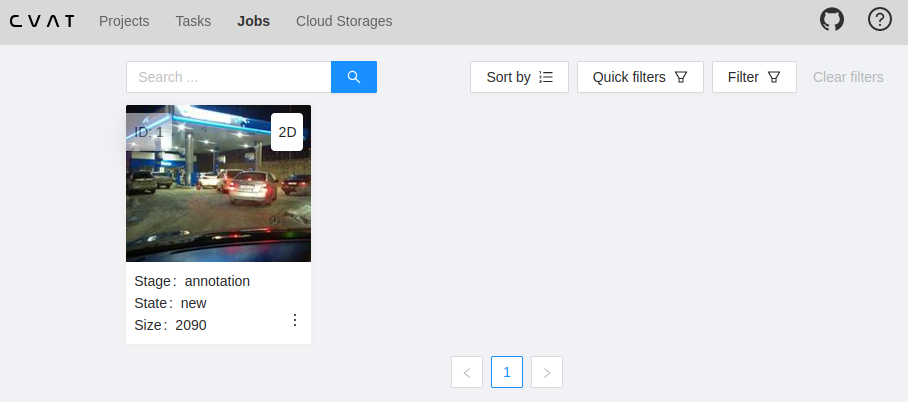 CVAT Projects Tasks Jobs Cloud Storages
Search ... Sort by Quick filters Filter Clear filters
ID: 1 2D
Stage: annotation
State: new
Size: 2090
1